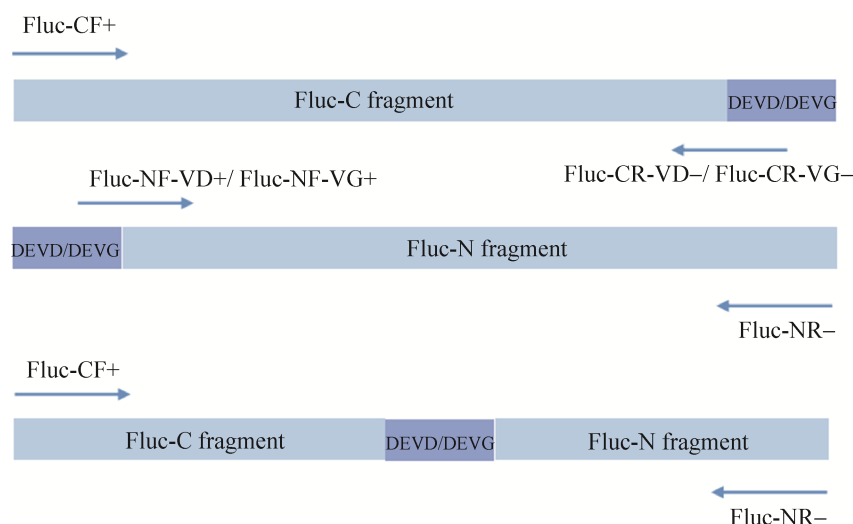 Fluc-CF+
Fluc-C fragment
DEVD/DEVG
Fluc-NF-VD+/ Fluc-NF-VG+
Fluc-CR-VD–/ Fluc-CR-VG–
DEVD/DEVG
Fluc-N fragment
Fluc-NR–
Fluc-CF+
Fluc-C fragment
DEVD/DEVG
Fluc-N fragment
Fluc-NR–